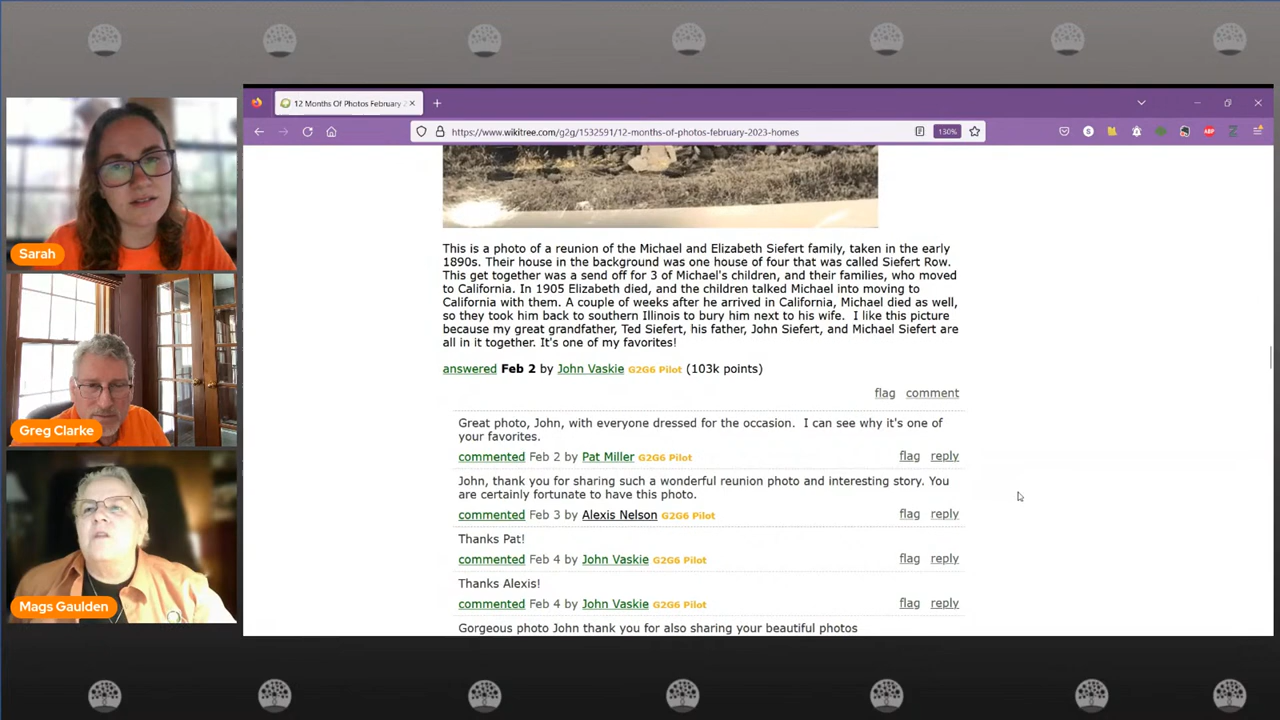 12 Months Of Photos February 2
https://www.wikitree.com/g2g/1532591/12-months-of-photos-february-2023-homes
130%
S
ABP
Z
This is a photo of a reunion of the Michael and Elizabeth Siefert family, taken in the early
1890s. Their house in the background was one house of four that was called Siefert Row.
This get together was a send off for 3 of Michael's children, and their families, who moved
to California. In 1905 Elizabeth died, and the children talked Michael into moving to
California with them. A couple of weeks after he arrived in California, Michael died as well,
so they took him back to southern Illinois to bury him next to his wife. I like this picture
because my great grandfather, Ted Siefert, his father, John Siefert, and Michael Siefert are
all in it together. It's one of my favorites!
answered Feb 2 by John Vaskie G2G6 Pilot (103k points)
flag comment
Great photo, John, with everyone dressed for the occasion. I can see why it's one of
your favorites.
commented Feb 2 by Pat Miller G2G6 Pilot flag reply
John, thank you for sharing such a wonderful reunion photo and interesting story. You
are certainly fortunate to have this photo.
commented Feb 3 by Alexis Nelson G2G6 Pilot flag reply
Thanks Pat!
commented Feb 4 by John Vaskie G2G6 Pilot flag reply
Thanks Alexis!
commented Feb 4 by John Vaskie G2G6 Pilot flag reply
Gorgeous photo John thank you for also sharing your beautiful photos
Sarah
Greg Clarke
Mags Gaulden